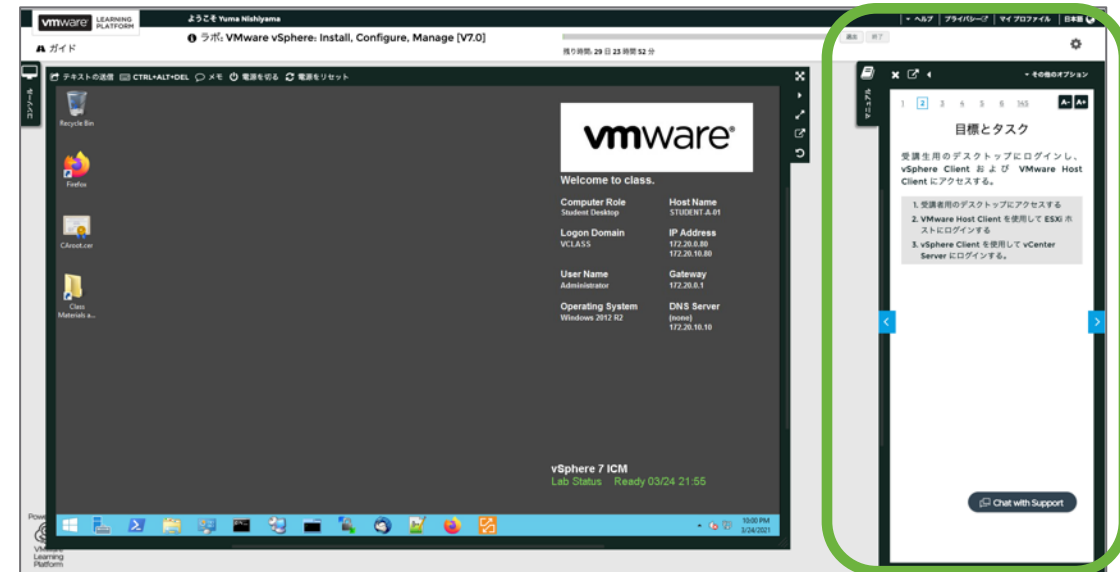 vmware LEARNING PLATFORM
ようこそ Yuma Nishiyama
ヘルプ プライバシー マイ プロファイル 日本語
ガイド
ラボ: VMware vSphere: Install, Configure, Manage [V7.0]
残り時間: 29 日 23 時間 52 分
終了
コンソール
テキストの送信 CTRL+ALT+DEL メモ 電源を切る 電源をリセット
Recycle Bin
Firefox
CAroot.cer
Class
Materials a...
vmware®
Welcome to class.
Computer Role Host Name
Student Desktop STUDENT-A-01
Logon Domain IP Address
VCLASS 172.20.0.80
172.20.10.80
User Name Gateway
Administrator 172.20.0.1
Operating System DNS Server
Windows 2012 R2 (none)
172.20.10.10
vSphere 7 ICM
Lab Status Ready 03/24 21:55
10:00 PM
3/24/2021
VMware
Learning
Platform
マニュアル
その他のオプション
1 2 3 4 5 6 145 A- A+
目標とタスク
受講生用のデスクトップにログインし、
vSphere Client および VMware Host
Client にアクセスする。
1. 受講者用のデスクトップにアクセスする
2. VMware Host Client を使用して ESXi ホ
ストにログインする
3. vSphere Client を使用して vCenter
Server にログインする。
Chat with Support